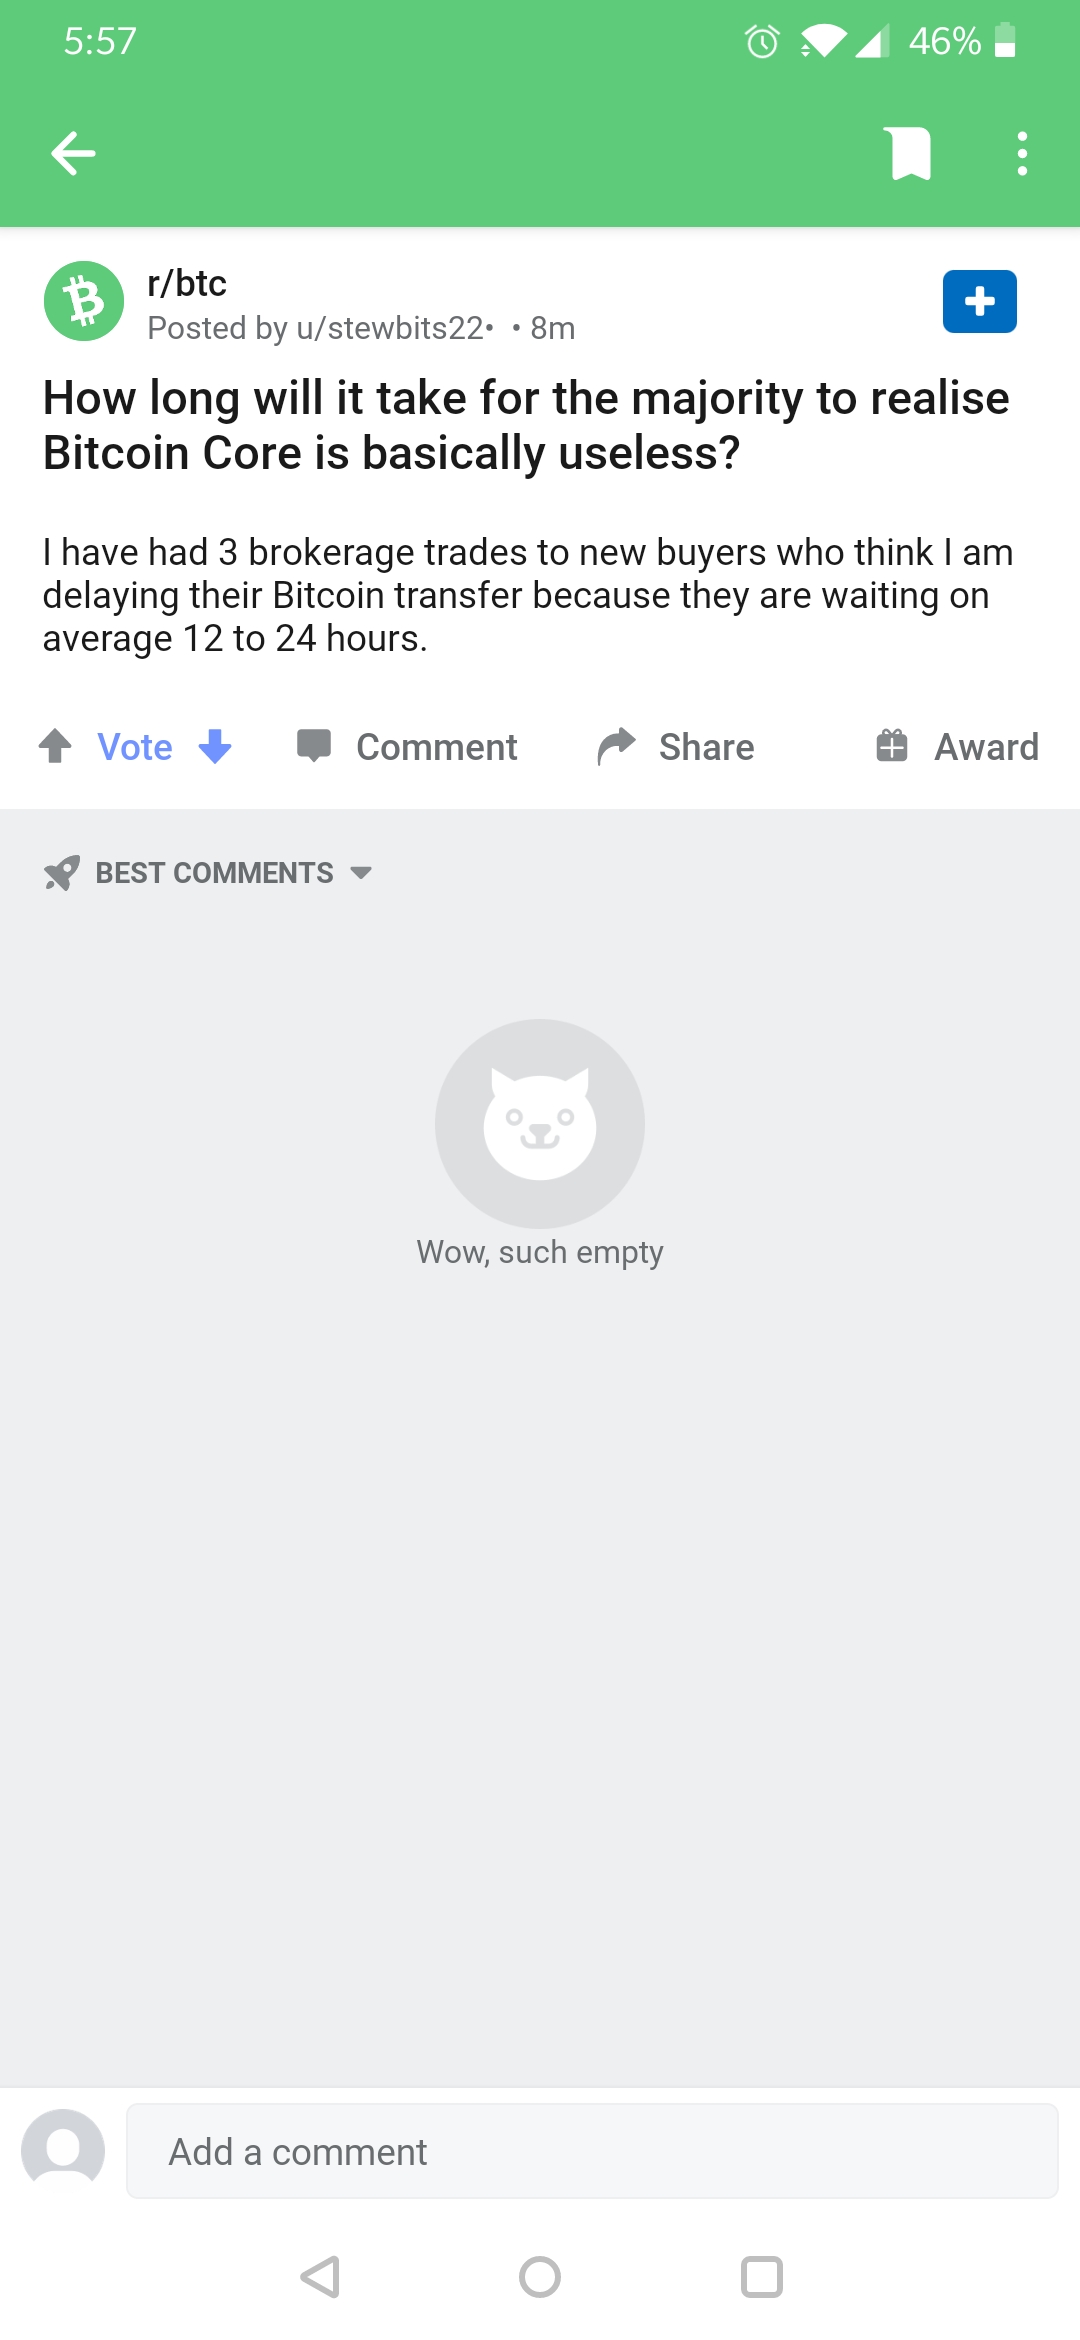 5:57
46%
r/btc
Posted by u/stewbits22• • 8m
How long will it take for the majority to realise
Bitcoin Core is basically useless?
I have had 3 brokerage trades to new buyers who think I am
delaying their Bitcoin transfer because they are waiting on
average 12 to 24 hours.
Vote Comment Share Award
BEST COMMENTS
Wow, such empty
Add a comment